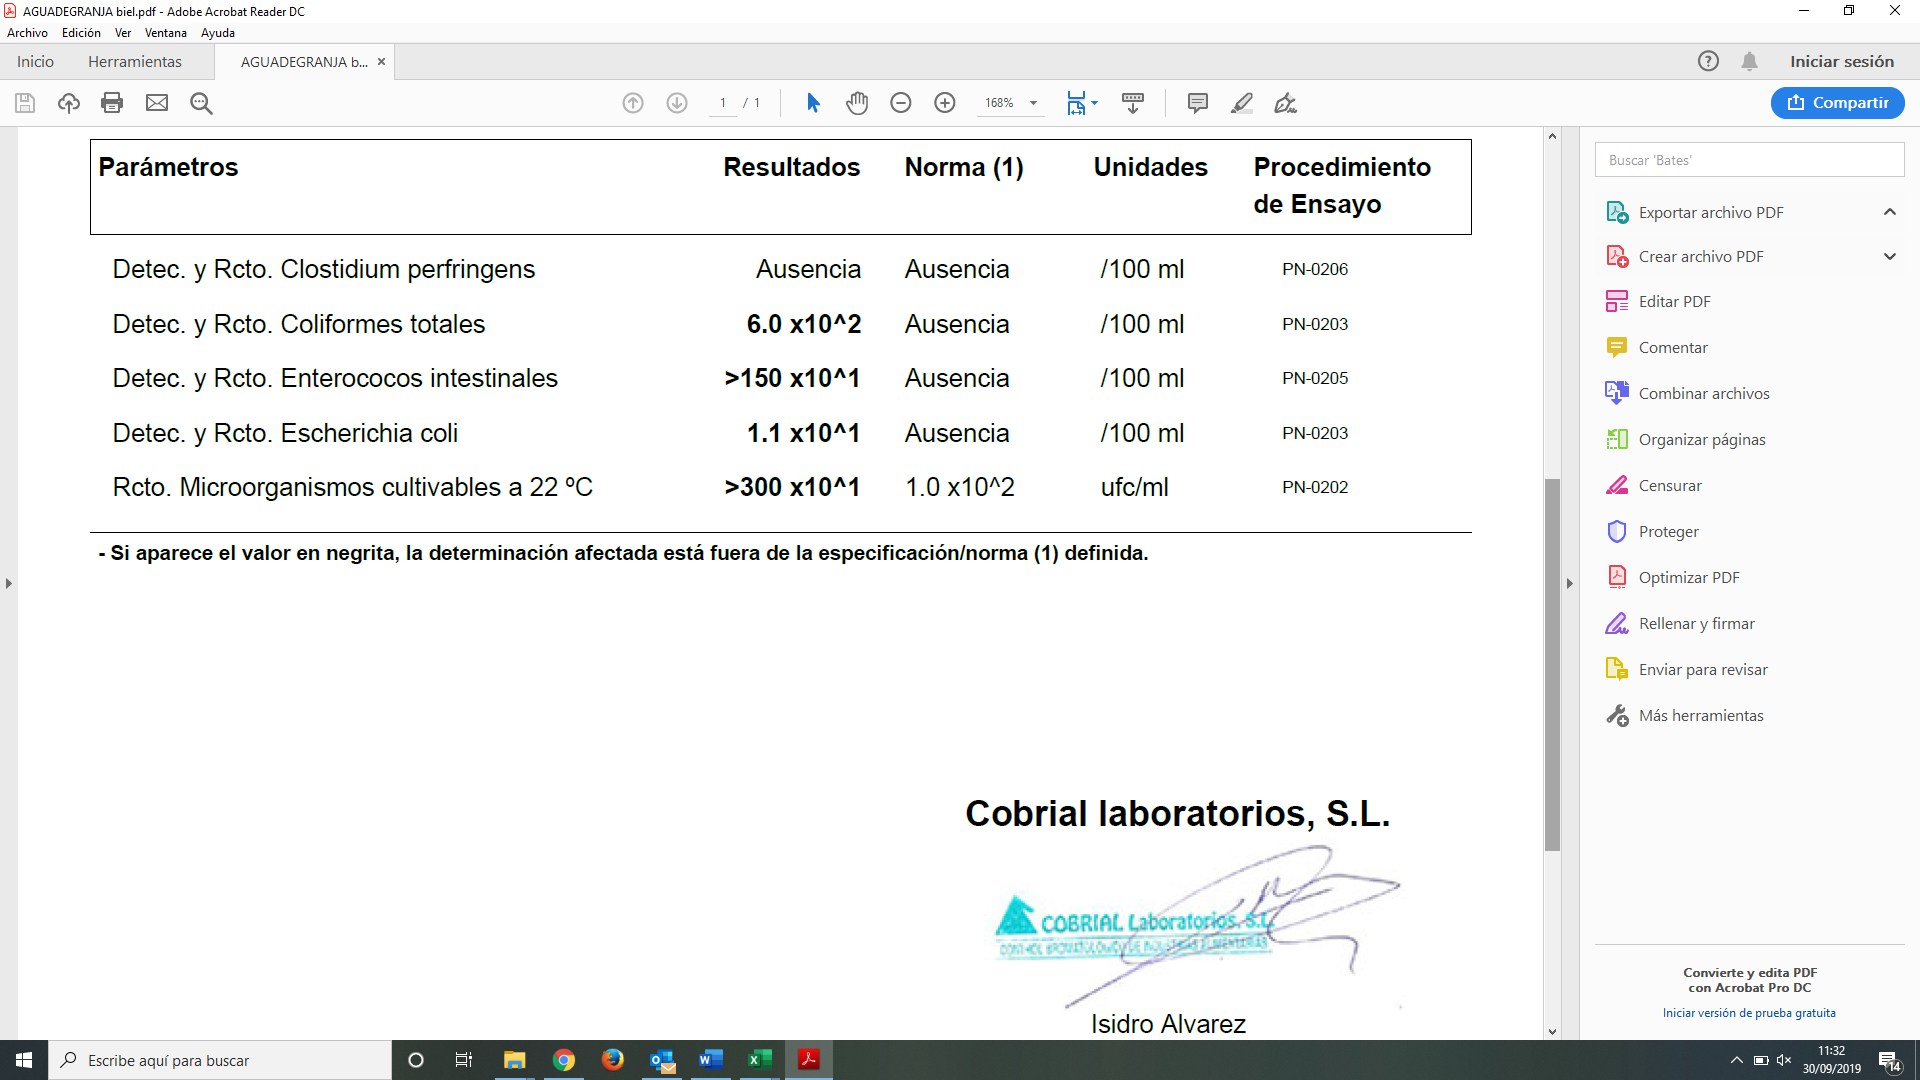 AGUADEGRANJA biel.pdf - Adobe Acrobat Reader DC
Archivo Edición Ver Ventana Ayuda
Inicio Herramientas AGUADEGRANJA b... Iniciar sesión
1 / 1 168% Compartir
Parámetros Resultados Norma (1) Unidades Procedimiento
de Ensayo
Detec. y Rcto. Clostidium perfringens Ausencia Ausencia /100 ml PN-0206
Detec. y Rcto. Coliformes totales 6.0 x10^2 Ausencia /100 ml PN-0203
Detec. y Rcto. Enterococos intestinales >150 x10^1 Ausencia /100 ml PN-0205
Detec. y Rcto. Escherichia coli 1.1 x10^1 Ausencia /100 ml PN-0203
Rcto. Microorganismos cultivables a 22 ºC >300 x10^1 1.0 x10^2 ufc/ml PN-0202
- Si aparece el valor en negrita, la determinación afectada está fuera de la especificación/norma (1) definida.
Cobrial laboratorios, S.L.
COBRIAL Laboratorios, S.L.
CONTROL BROMATOLOGICO DE INDUSTRIAS ALIMENTARIAS
Isidro Alvarez
Buscar 'Bates'
Exportar archivo PDF
Crear archivo PDF
Editar PDF
Comentar
Combinar archivos
Organizar páginas
Censurar
Proteger
Optimizar PDF
Rellenar y firmar
Enviar para revisar
Más herramientas
Convierte y edita PDF
con Acrobat Pro DC
Iniciar versión de prueba gratuita
Escribe aquí para buscar
11:32
30/09/2019
14